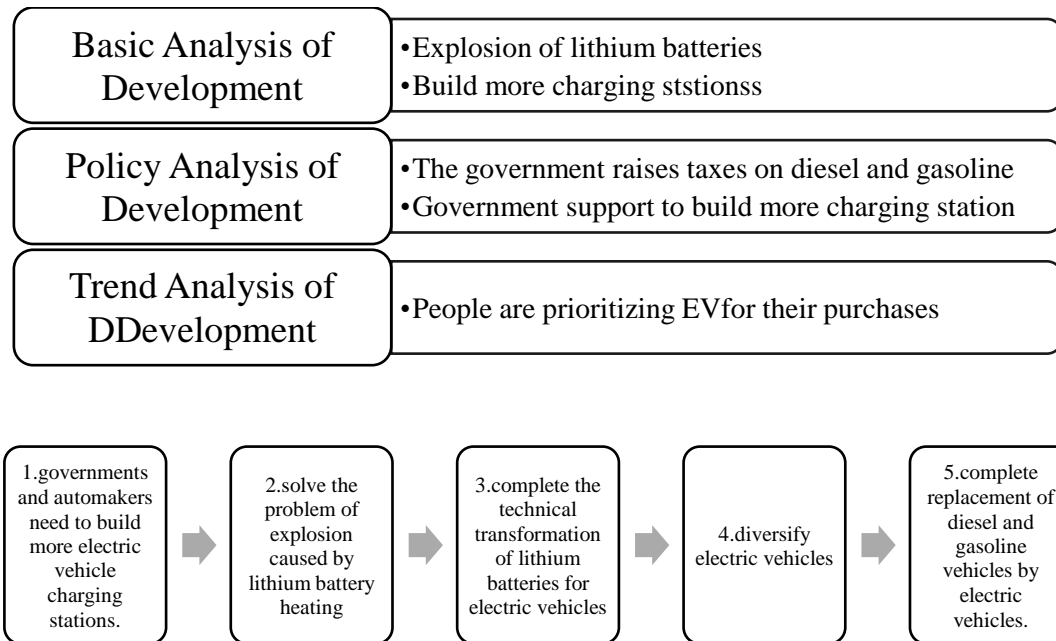 Basic Analysis of
Development
•Explosion of lithium batteries
•Build more charging ststionss
Policy Analysis of
Development
•The government raises taxes on diesel and gasoline
•Government support to build more charging station
Trend Analysis of
DDevelopment
•People are prioritizing EVfor their purchases
1.governments
and automakers
need to build
more electric
vehicle
charging
stations.
2.solve the
problem of
explosion
caused by
lithium battery
heating
3.complete the
technical
transformation
of lithium
batteries for
electric vehicles
4.diversify
electric vehicles
5.complete
replacement of
diesel and
gasoline
vehicles by
electric
vehicles.